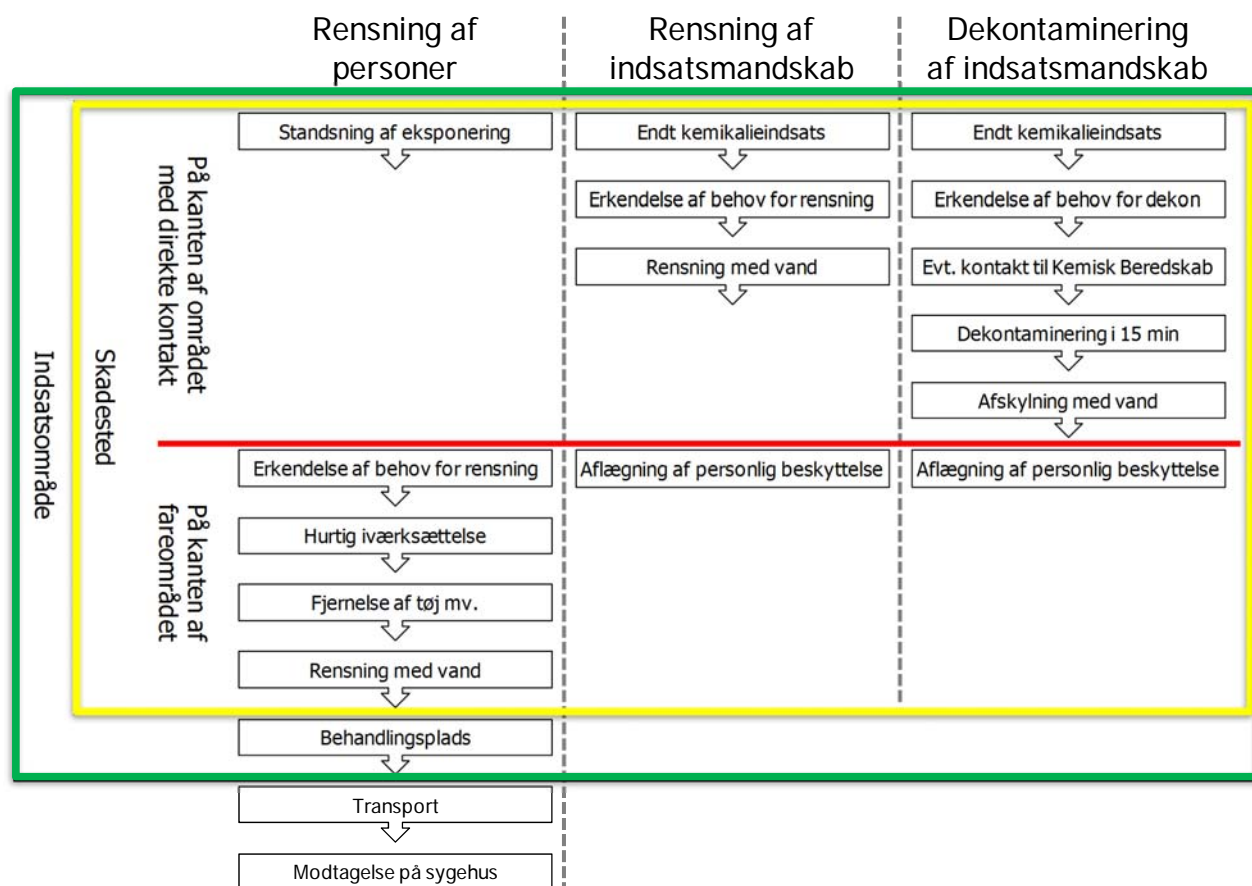 Rensning af
personer
Rensning af
indsatsmandskab
Dekontaminering
af indsatsmandskab
Indsatsområde
Skadested
På kanten af området
med direkte kontakt
Standsning af eksponering
Endt kemikalieindsats
Endt kemikalieindsats
Erkendelse af behov for rensning
Erkendelse af behov for dekon
Rensning med vand
Evt. kontakt til Kemisk Beredskab
Dekontaminering i 15 min
Afskylning med vand
På kanten af
fareområdet
Erkendelse af behov for rensning
Aflægning af personlig beskyttelse
Aflægning af personlig beskyttelse
Hurtig iværksættelse
Fjernelse af tøj mv.
Rensning med vand
Behandlingsplads
Transport
Modtagelse på sygehus